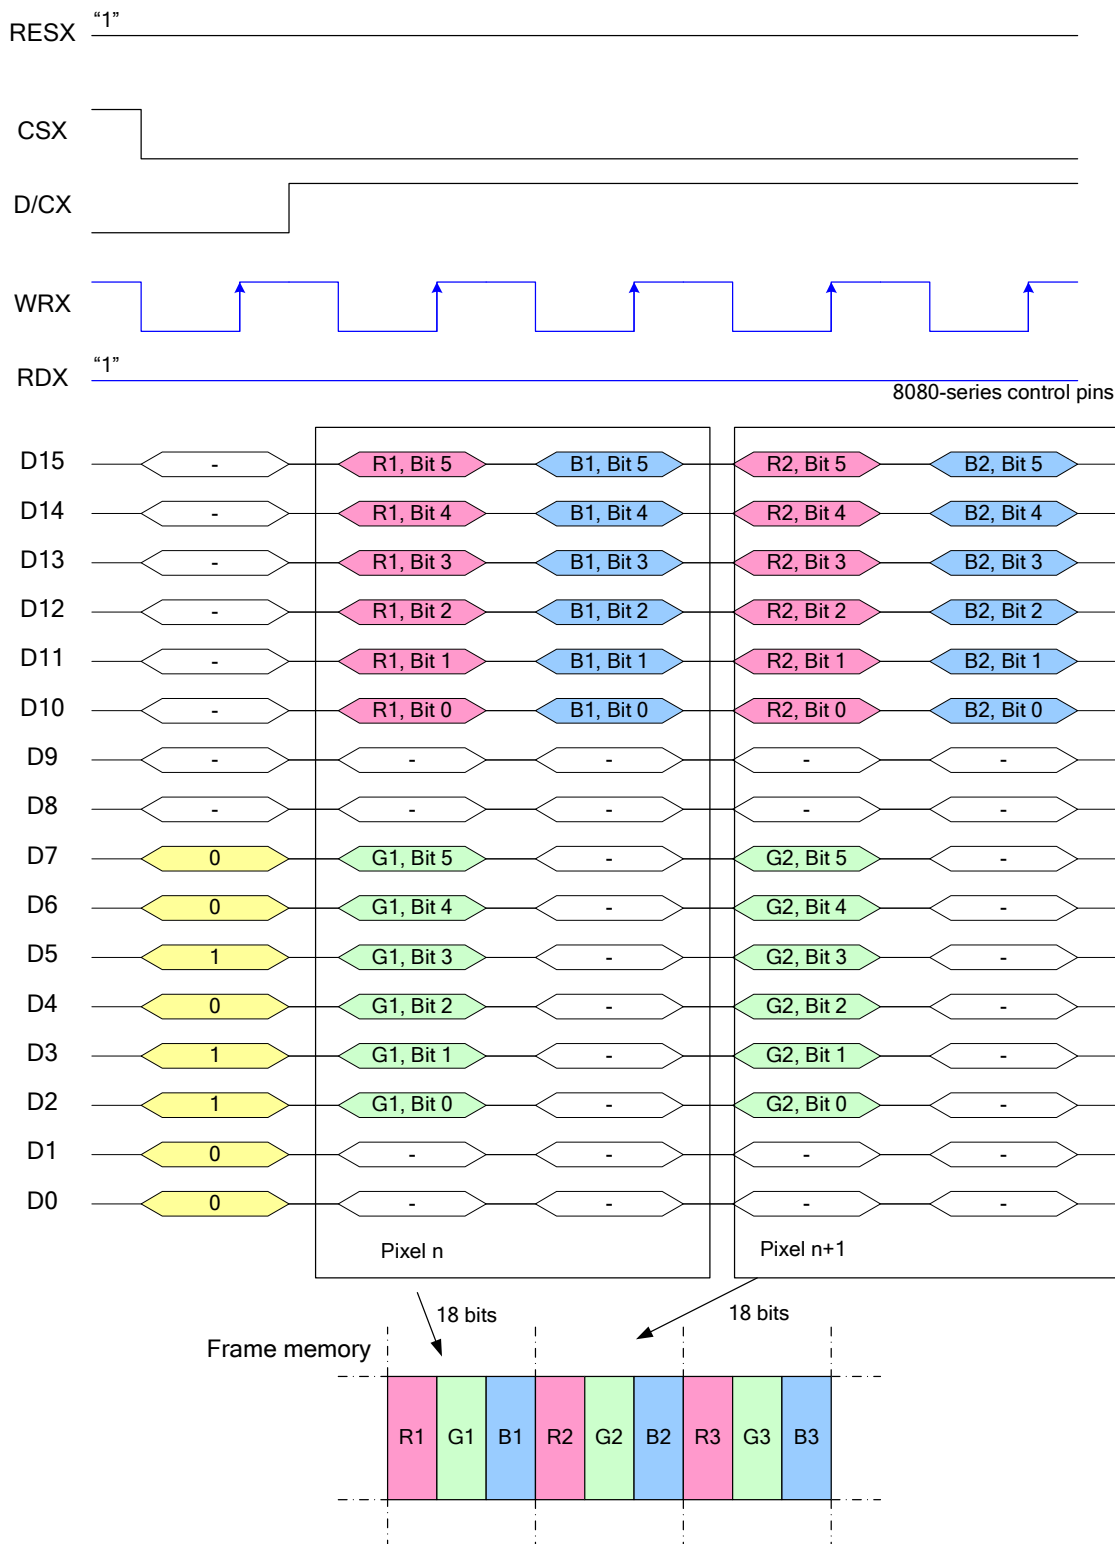 RESX “1”
CSX
D/CX
WRX
RDX “1”
8080-series control pins
D15 - R1, Bit 5 B1, Bit 5 R2, Bit 5 B2, Bit 5
D14 - R1, Bit 4 B1, Bit 4 R2, Bit 4 B2, Bit 4
D13 - R1, Bit 3 B1, Bit 3 R2, Bit 3 B2, Bit 3
D12 - R1, Bit 2 B1, Bit 2 R2, Bit 2 B2, Bit 2
D11 - R1, Bit 1 B1, Bit 1 R2, Bit 1 B2, Bit 1
D10 - R1, Bit 0 B1, Bit 0 R2, Bit 0 B2, Bit 0
D9 - - - - -
D8 - - - - -
D7 0 G1, Bit 5 - G2, Bit 5 -
D6 0 G1, Bit 4 - G2, Bit 4 -
D5 1 G1, Bit 3 - G2, Bit 3 -
D4 0 G1, Bit 2 - G2, Bit 2 -
D3 1 G1, Bit 1 - G2, Bit 1 -
D2 1 G1, Bit 0 - G2, Bit 0 -
D1 0 - - - -
D0 0 - - - -
Pixel n Pixel n+1
18 bits 18 bits
Frame memory
R1 G1 B1 R2 G2 B2 R3 G3 B3